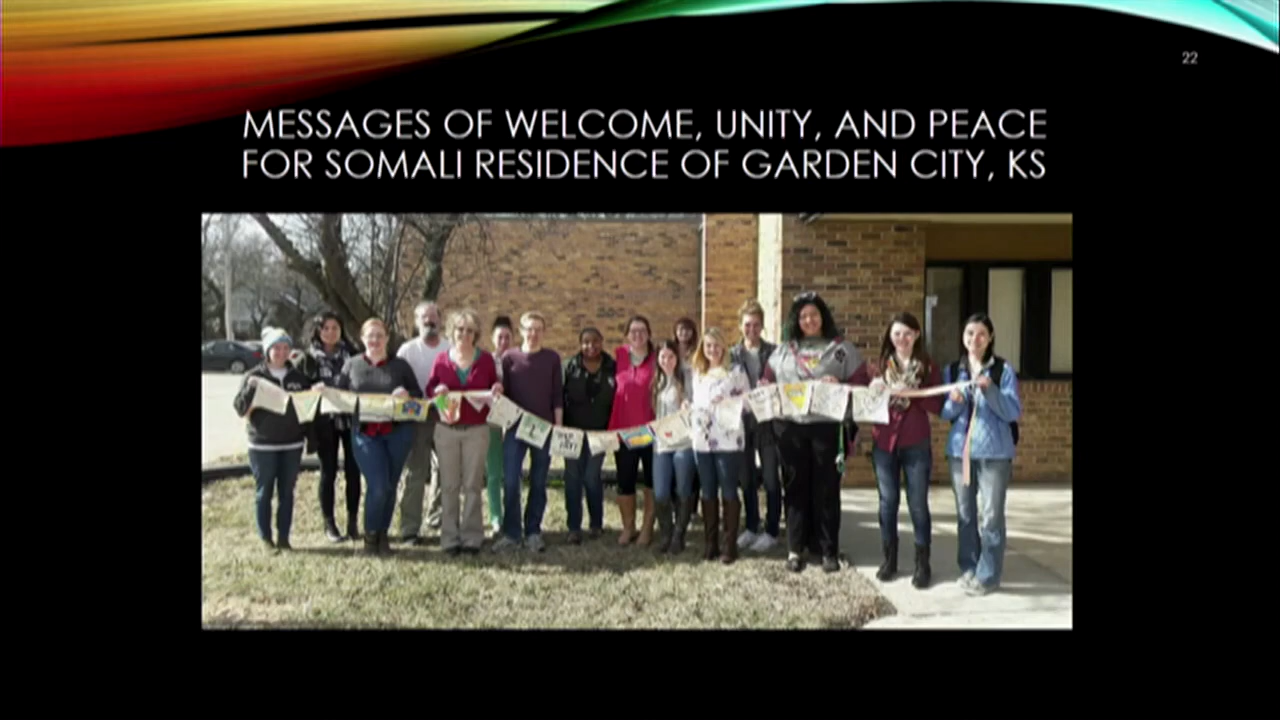 22
MESSAGES OF WELCOME, UNITY, AND PEACE
FOR SOMALI RESIDENCE OF GARDEN CITY, KS